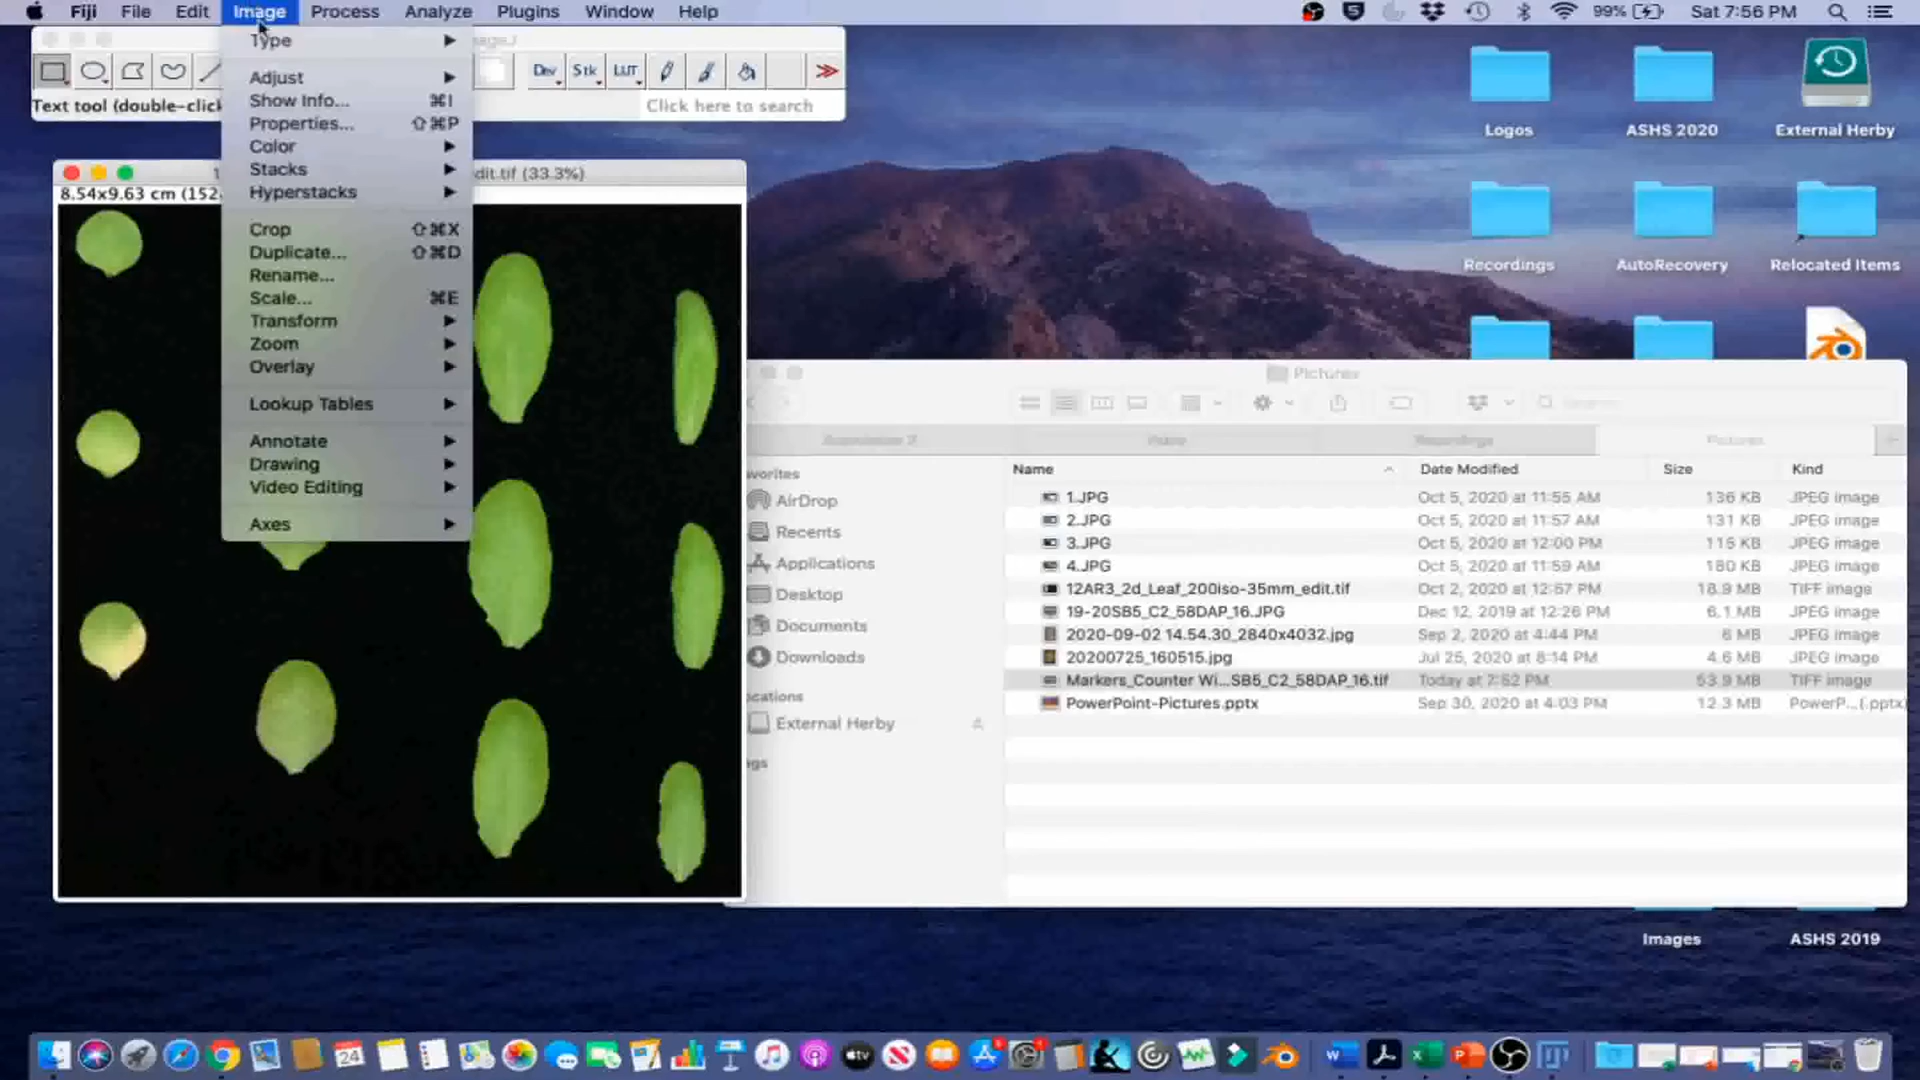 Fiji File Edit Image Process Analyze Plugins Window Help
99% Sat 7:56 PM
Type
Adjust
Show Info... ⌘I
Properties... ⇧⌘P
Color
Stacks
Hyperstacks
Crop ⇧⌘X
Duplicate... ⇧⌘D
Rename...
Scale... ⌘E
Transform
Zoom
Overlay
Lookup Tables
Annotate
Drawing
Video Editing
Axes
Dev Stk LUT
Text tool (double-click
Click here to search
dit.tif (33.3%)
8.54x9.63 cm (152
Logos
ASHS 2020
External Herby
Recordings
AutoRecovery
Relocated Items
Pictures
Recordings
Pictures
vorites
AirDrop
Recents
Applications
Desktop
Documents
Downloads
ocations
External Herby
ags
Name Date Modified Size Kind
1.JPG Oct 5, 2020 at 11:55 AM 136 KB JPEG image
2.JPG Oct 5, 2020 at 11:57 AM 131 KB JPEG image
3.JPG Oct 5, 2020 at 12:00 PM 115 KB JPEG image
4.JPG Oct 5, 2020 at 11:59 AM 180 KB JPEG image
12AR3_2d_Leaf_200iso-35mm_edit.tif Oct 2, 2020 at 12:57 PM 18.9 MB TIFF image
19-20SB5_C2_58DAP_16.JPG Dec 12, 2019 at 12:26 PM 6.1 MB JPEG image
2020-09-02 14.54.30_2840x4032.jpg Sep 2, 2020 at 4:44 PM 6 MB JPEG image
20200725_160515.jpg Jul 25, 2020 at 8:14 PM 4.6 MB JPEG image
Markers_Counter Wi...SB5_C2_58DAP_16.tif Today at 7:52 PM 53.9 MB TIFF image
PowerPoint-Pictures.pptx Sep 30, 2020 at 4:03 PM 12.3 MB PowerP...(.pptx)
Images
ASHS 2019
24